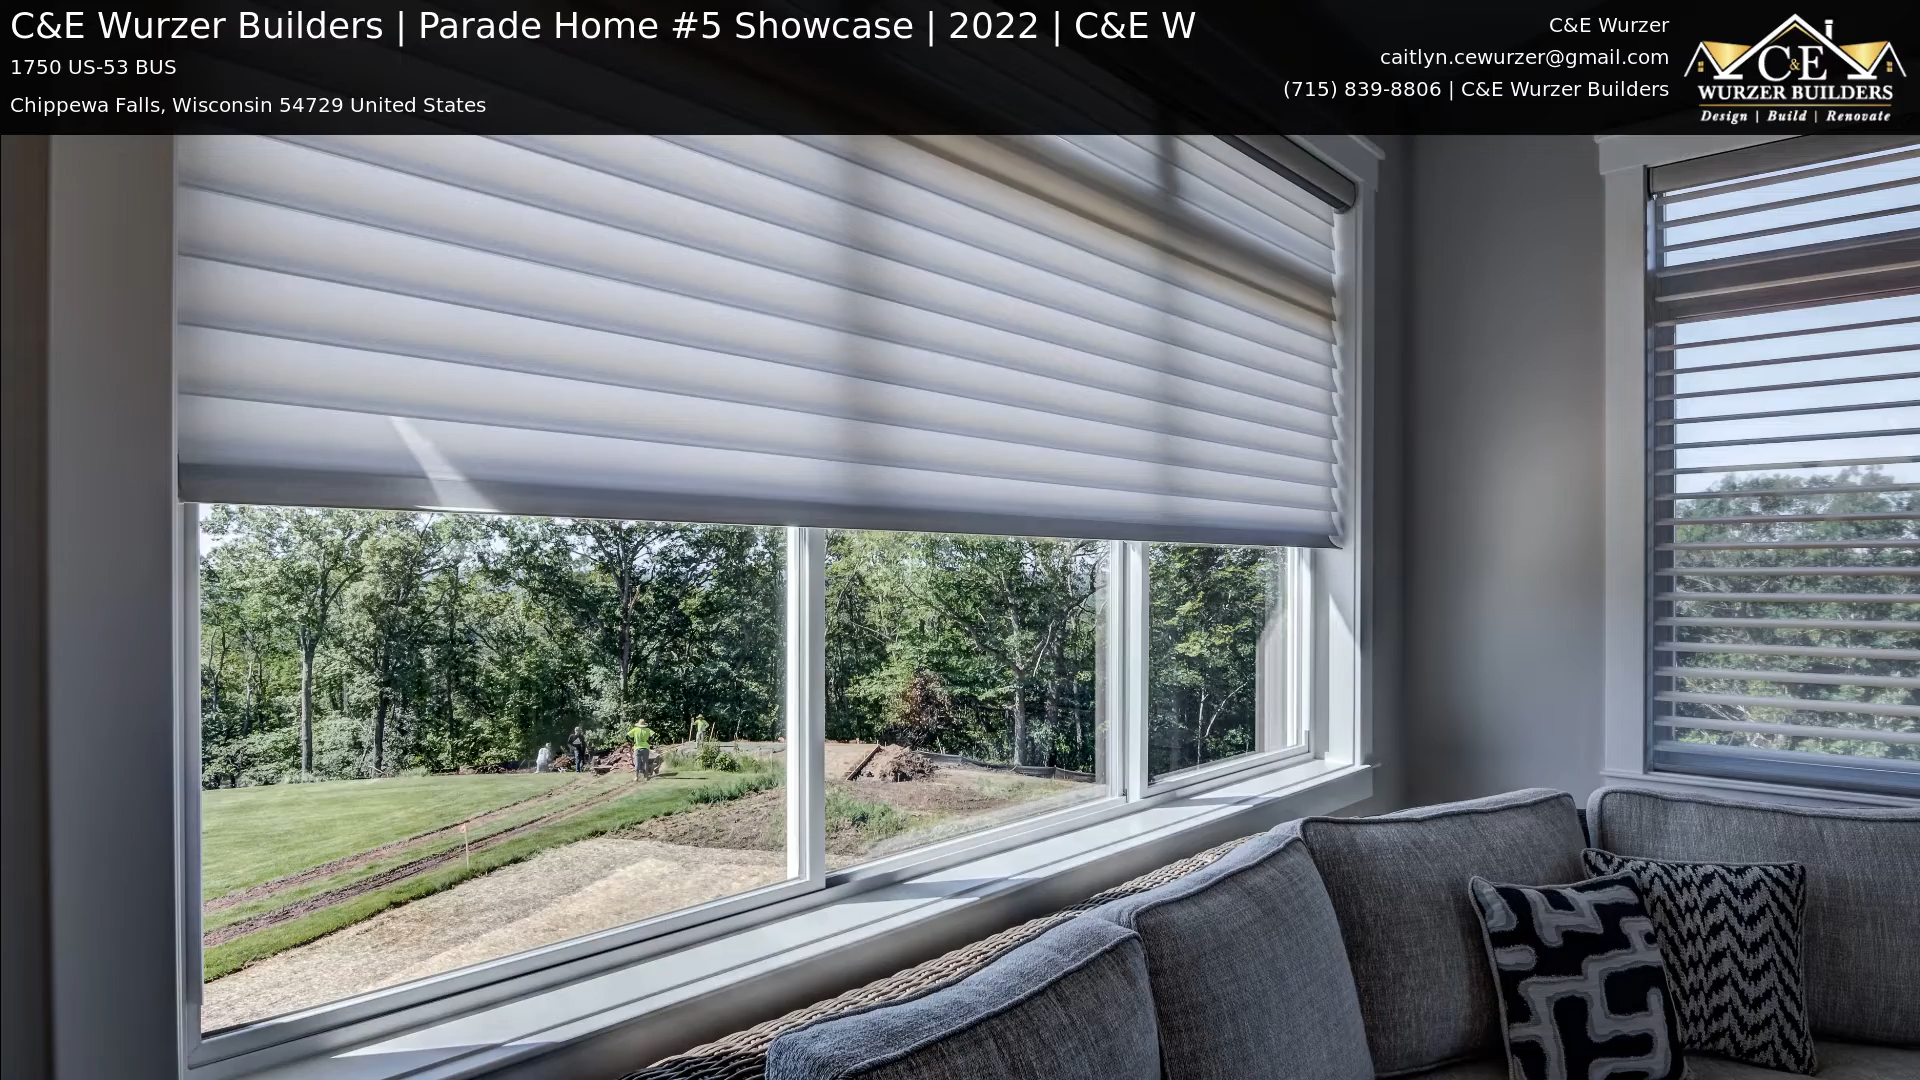 C&E Wurzer Builders | Parade Home #5 Showcase | 2022 | C&E W
1750 US-53 BUS
Chippewa Falls, Wisconsin 54729 United States
C&E Wurzer
caitlyn.cewurzer@gmail.com
(715) 839-8806 | C&E Wurzer Builders
C&E
WURZER BUILDERS
Design | Build | Renovate